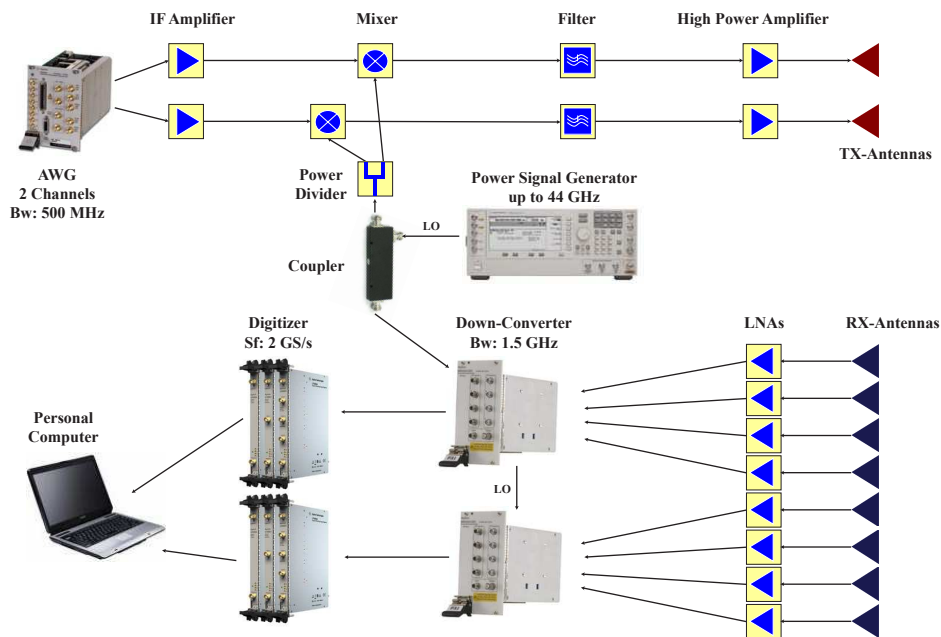 IF Amplifier
Mixer
Filter
High Power Amplifier
AWG
2 Channels
Bw: 500 MHz
TX-Antennas
Power
Divider
Power Signal Generator
up to 44 GHz
LO
Coupler
Digitizer
Sf: 2 GS/s
Down-Converter
Bw: 1.5 GHz
LNAs
RX-Antennas
Personal
Computer
LO